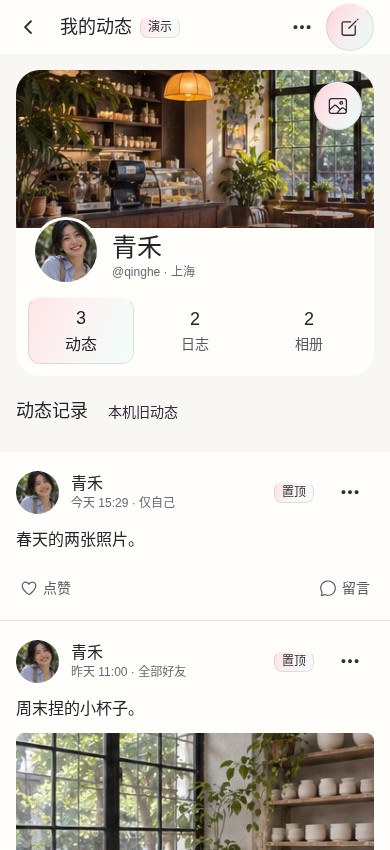 我的动态 演示
青禾
@qinghe · 上海
3 2 2
动态 日志 相册
动态记录 本机旧动态
青禾
今天 15:29 · 仅自己
置顶
春天的两张照片。
点赞 留言
青禾
昨天 11:00 · 全部好友
置顶
周末捏的小杯子。